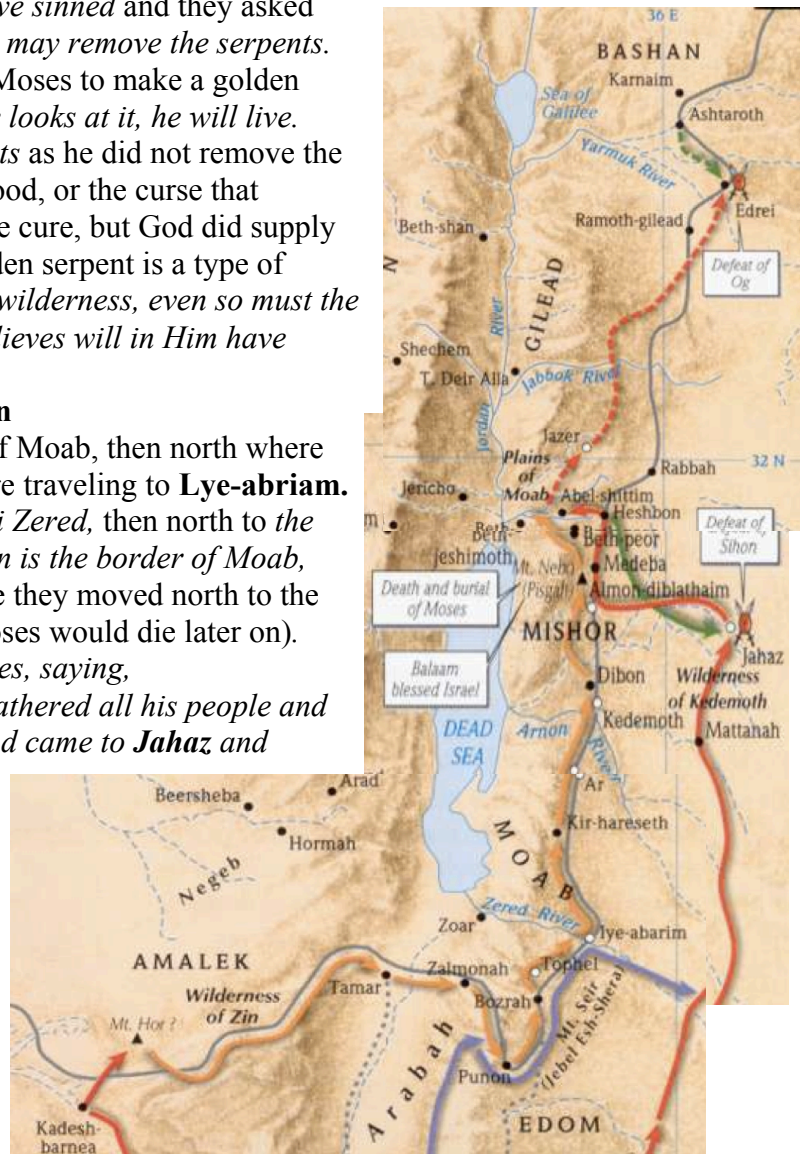 ve sinned and they asked
may remove the serpents.
Moses to make a golden
looks at it, he will live.
ts as he did not remove the
ood, or the curse that
e cure, but God did supply
den serpent is a type of
wilderness, even so must the
lieves will in Him have
n
of Moab, then north where
re traveling to Lye-abriam.
i Zered, then north to the
n is the border of Moab,
e they moved north to the
oses would die later on).
es, saying,
athered all his people and
d came to Jahaz and
36 E
BASHAN
Karnaim
Sea of
Galilee
Ashtaroth
Yarmuk River
Edrei
Ramoth-gilead
Beth-shan
Defeat of
Og
N
GILEAD
River
Jordan
Shechem
T. Deir Alla
Jabbok River
Jazer
32 N
Plains
of
Moab
Rabbah
Jericho
Abel-shittim
Heshbon
m
Beth-
jeshimoth
Beth-peor
Defeat of
Sihon
Medeba
Mt. Nebo
(Pisgah)
Death and burial
of Moses
Almon-diblathaim
MISHOR
Jahaz
Balaam
blessed Israel
Wilderness
of Kedemoth
Dibon
Kedemoth
DEAD
SEA
Arnon
River
Mattanah
Arad
Ar
Beersheba
Hormah
Kir-hareseth
Negeb
MOAB
Zered River
Zoar
Iye-abarim
AMALEK
Zalmonah
Tophel
Tamar
Wilderness
of Zin
Bozrah
Mt. Seir
(Jebel Esh-Shera)
Mt. Hor ?
Arabah
Punon
Kadesh-
barnea
EDOM